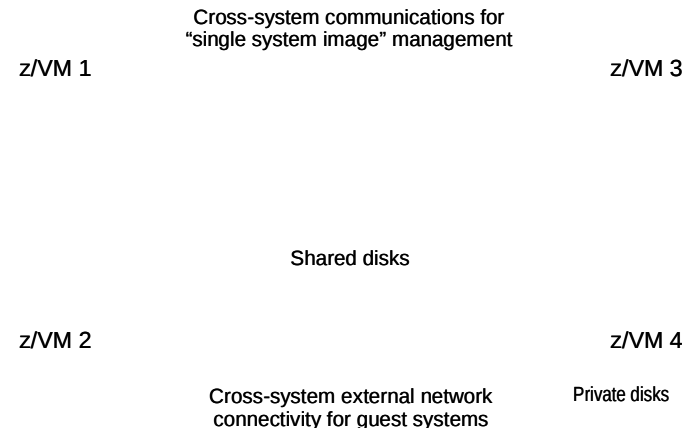 Cross-system communications for
“single system image” management
z/VM 1
z/VM 3
Shared disks
z/VM 2
z/VM 4
Cross-system external network
connectivity for guest systems
Private disks